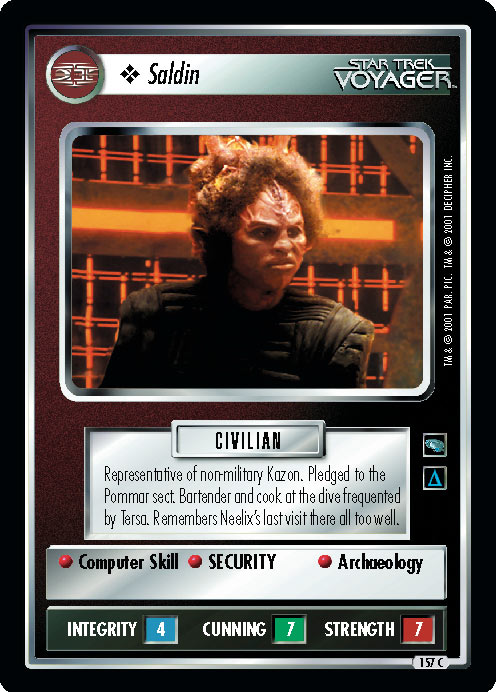 ❖ Saldin
STAR TREK
VOYAGER™
TM & © 2001 PAR. PIC. TM & © 2001 DECIPHER INC.
CIVILIAN
Representative of non-military Kazon. Pledged to the
Pommar sect. Bartender and cook at the dive frequented
by Tersa. Remembers Neelix's last visit there all too well.
Δ
Computer Skill SECURITY Archaeology
INTEGRITY 4 CUNNING 7 STRENGTH 7
157 C